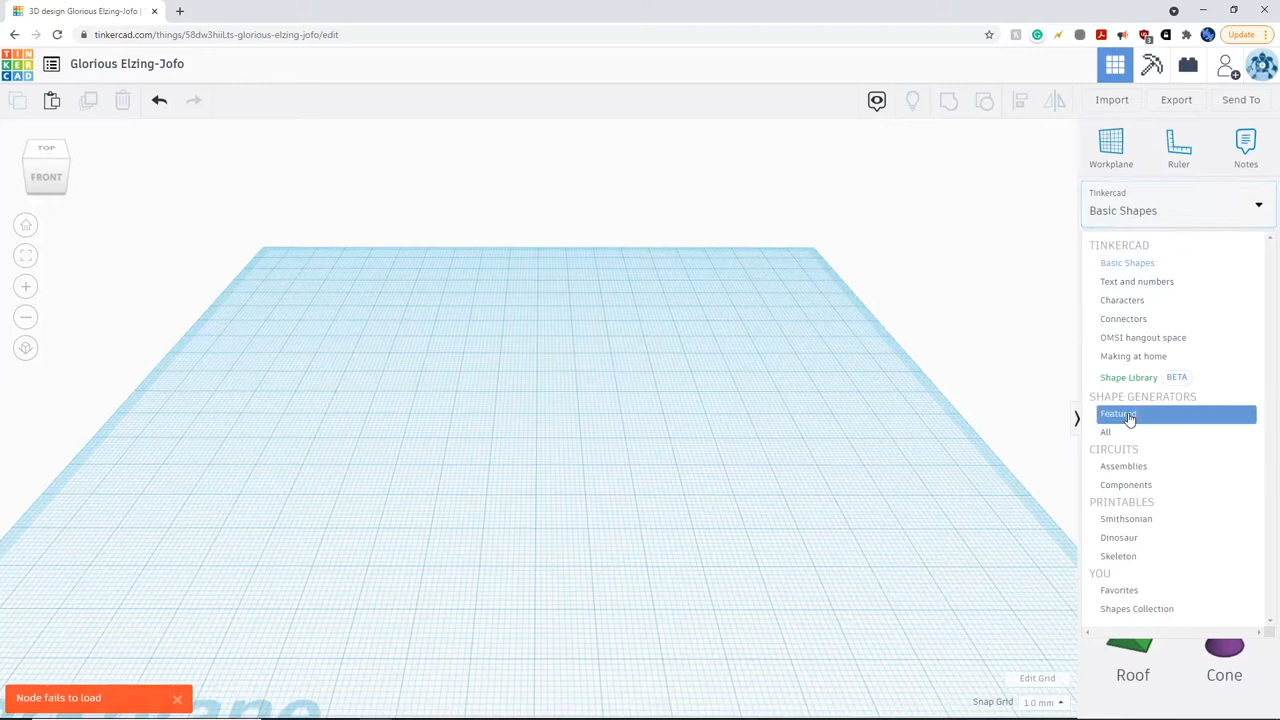 3D design Glorious Elzing-Jofo |
tinkercad.com/things/58dw3hiiLts-glorious-elzing-jofo/edit
Update
TIN
KER
CAD
Glorious Elzing-Jofo
Import
Export
Send To
TOP
FRONT
Workplane
Ruler
Notes
Tinkercad
Basic Shapes
TINKERCAD
Basic Shapes
Text and numbers
Characters
Connectors
OMSI hangout space
Making at home
Shape Library BETA
SHAPE GENERATORS
Featured
All
CIRCUITS
Assemblies
Components
PRINTABLES
Smithsonian
Dinosaur
Skeleton
YOU
Favorites
Shapes Collection
Roof
Cone
Edit Grid
Snap Grid 1.0 mm
Node fails to load